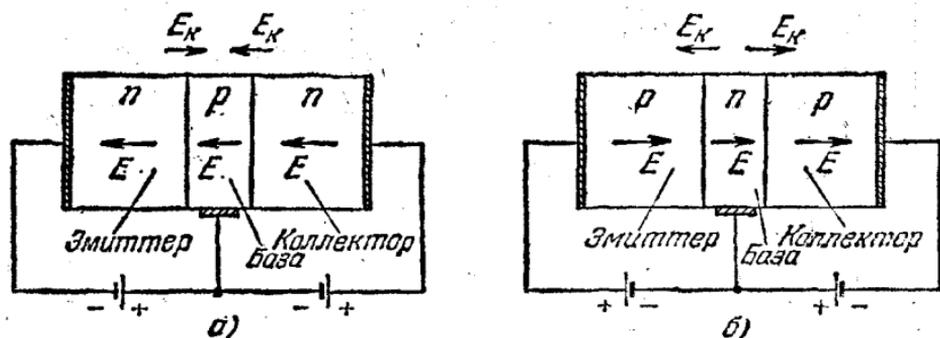 Eк Eк
n p n
E E E
Эмиттер База Коллектор
- + - +
а)
Eк Eк
p n p
E E E
Эмиттер База Коллектор
+ - + -
б)